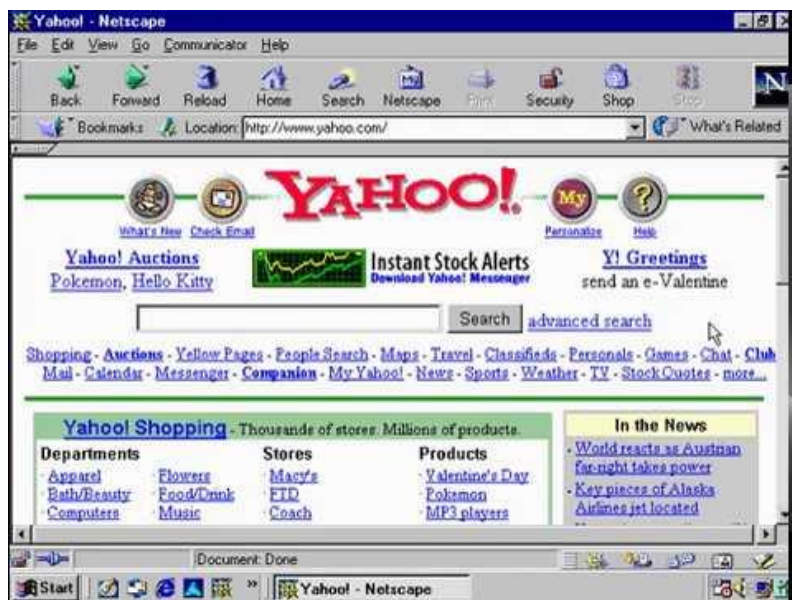 Yahoo! - Netscape
File Edit View Go Communicator Help
Back Forward Reload Home Search Netscape Print Security Shop Stop
N
Bookmarks Location: http://www.yahoo.com/ What's Related
YAHOO!
My ?
What's New Check Email Personalize Help
Yahoo! Auctions Instant Stock Alerts Y! Greetings
Pokemon, Hello Kitty Download Yahoo! Messenger send an e-Valentine
Search advanced search
Shopping - Auctions - Yellow Pages - People Search - Maps - Travel - Classifieds - Personals - Games - Chat - Club
Mail - Calendar - Messenger - Companion - My Yahoo! - News - Sports - Weather - TV - Stock Quotes - more...
Yahoo! Shopping - Thousands of stores. Millions of products. In the News
Departments Stores Products · World reacts as Austrian
· Apparel · Flowers · Macy's · Valentine's Day far-right takes power
· Bath/Beauty · Food/Drink · FTD · Pokemon · Key pieces of Alaska
· Computers · Music · Coach · MP3 players Airlines jet located
Document: Done
Start » Yahoo! - Netscape